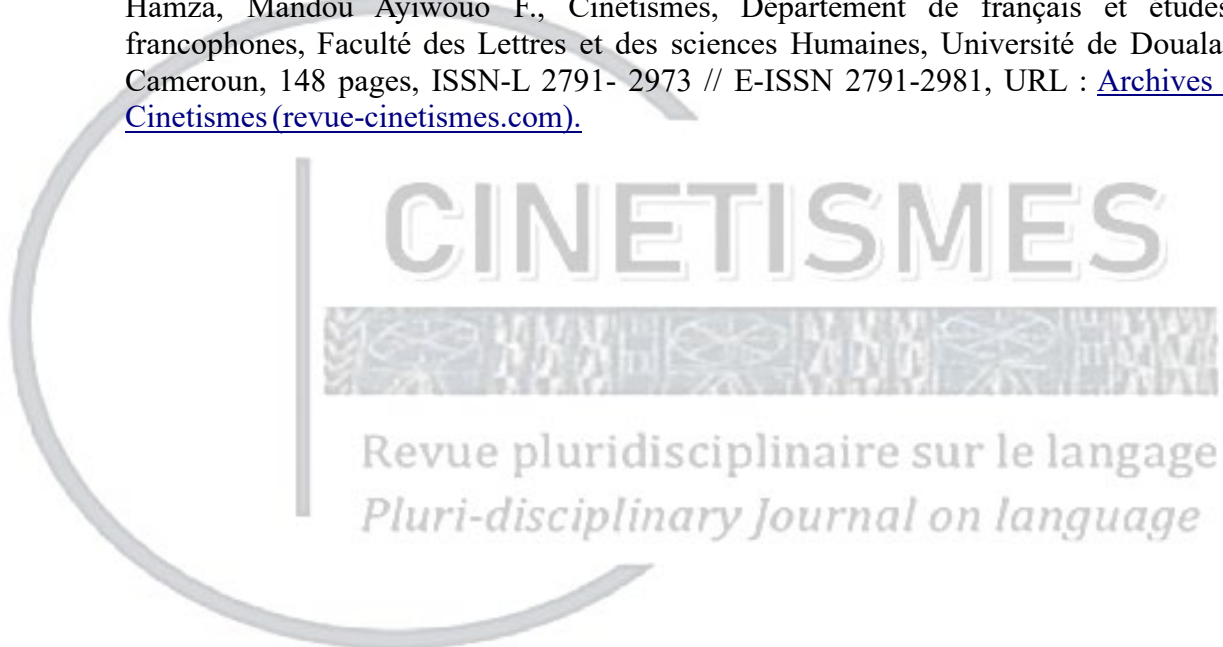 Hamza, Mandou Ayiwouo F., Cinétismes, Département de français et études
francophones, Faculté des Lettres et des sciences Humaines, Université de Douala
Cameroun, 148 pages, ISSN-L 2791- 2973 // E-ISSN 2791-2981, URL : Archives
Cinetismes (revue-cinetismes.com).
CINETISMES
Revue pluridisciplinaire sur le langage
Pluri-disciplinary Journal on language